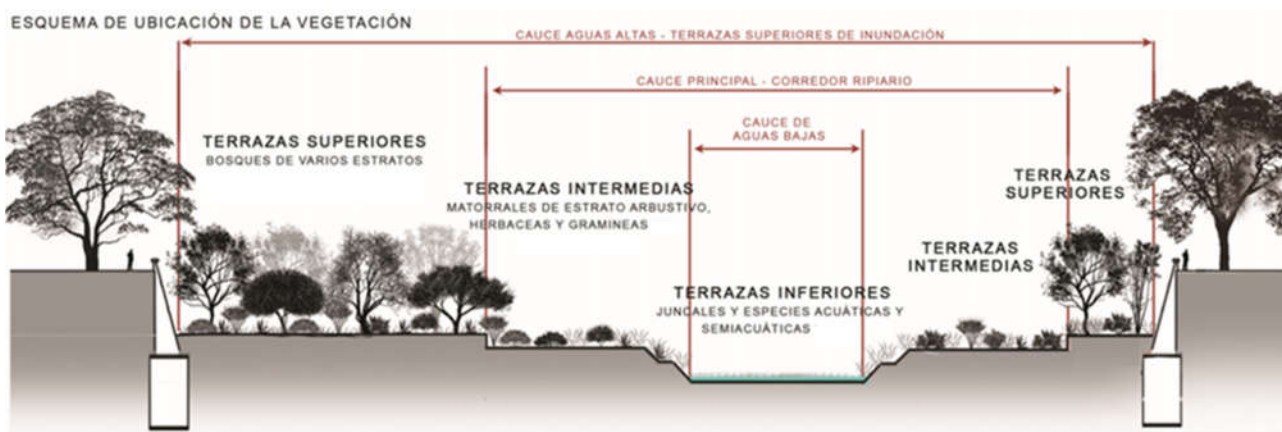 ESQUEMA DE UBICACIÓN DE LA VEGETACIÓN
CAUCE AGUAS ALTAS - TERRAZAS SUPERIORES DE INUNDACIÓN
CAUCE PRINCIPAL - CORREDOR RIPIARIO
CAUCE DE
AGUAS BAJAS
TERRAZAS SUPERIORES
BOSQUES DE VARIOS ESTRATOS
TERRAZAS INTERMEDIAS
MATORRALES DE ESTRATO ARBUSTIVO,
HERBACEAS Y GRAMINEAS
TERRAZAS INFERIORES
JUNCALES Y ESPECIES ACUÁTICAS Y
SEMIACUÁTICAS
TERRAZAS
INTERMEDIAS
TERRAZAS
SUPERIORES